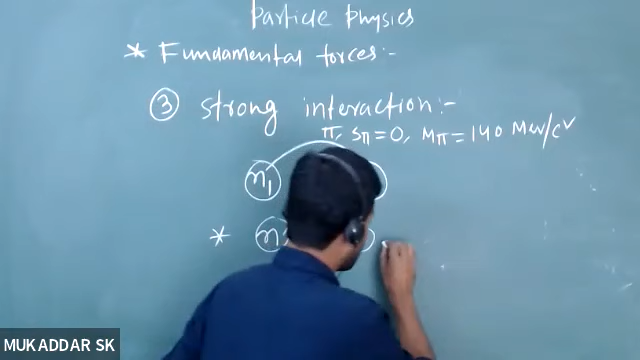 Particle physics
* Fundamental forces:-
③ strong interaction:-
π, Sπ = 0, Mπ = 140 Mev/c²
n₁
* n
MUKADDAR SK